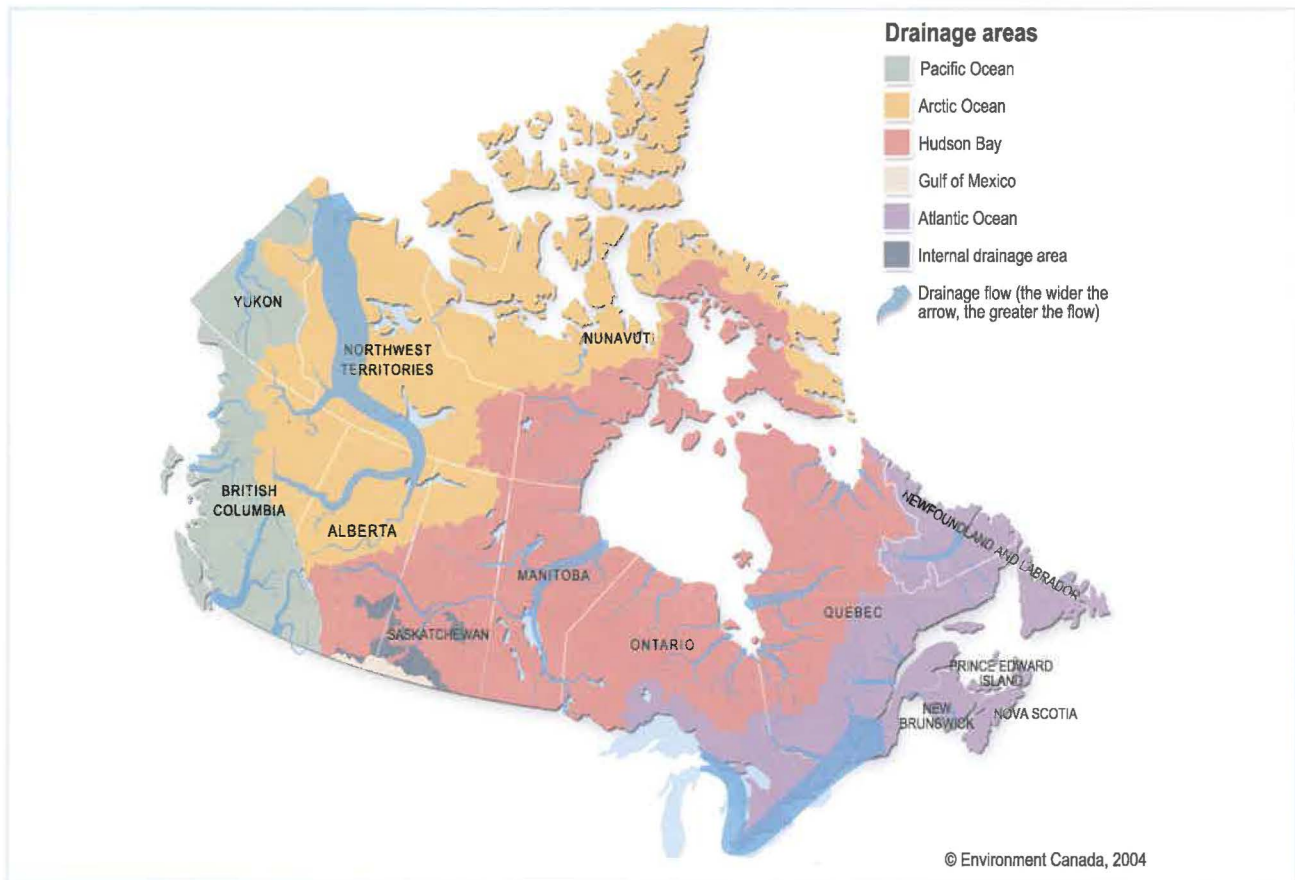 Drainage areas
Pacific Ocean
Arctic Ocean
Hudson Bay
Gulf of Mexico
Atlantic Ocean
Internal drainage area
Drainage flow (the wider the
arrow, the greater the flow)
YUKON
NORTHWEST
TERRITORIES
NUNAVUT
BRITISH
COLUMBIA
ALBERTA
SASKATCHEWAN
MANITOBA
ONTARIO
QUEBEC
NEWFOUNDLAND AND LABRADOR
PRINCE EDWARD
ISLAND
NEW
BRUNSWICK
NOVA SCOTIA
© Environment Canada, 2004